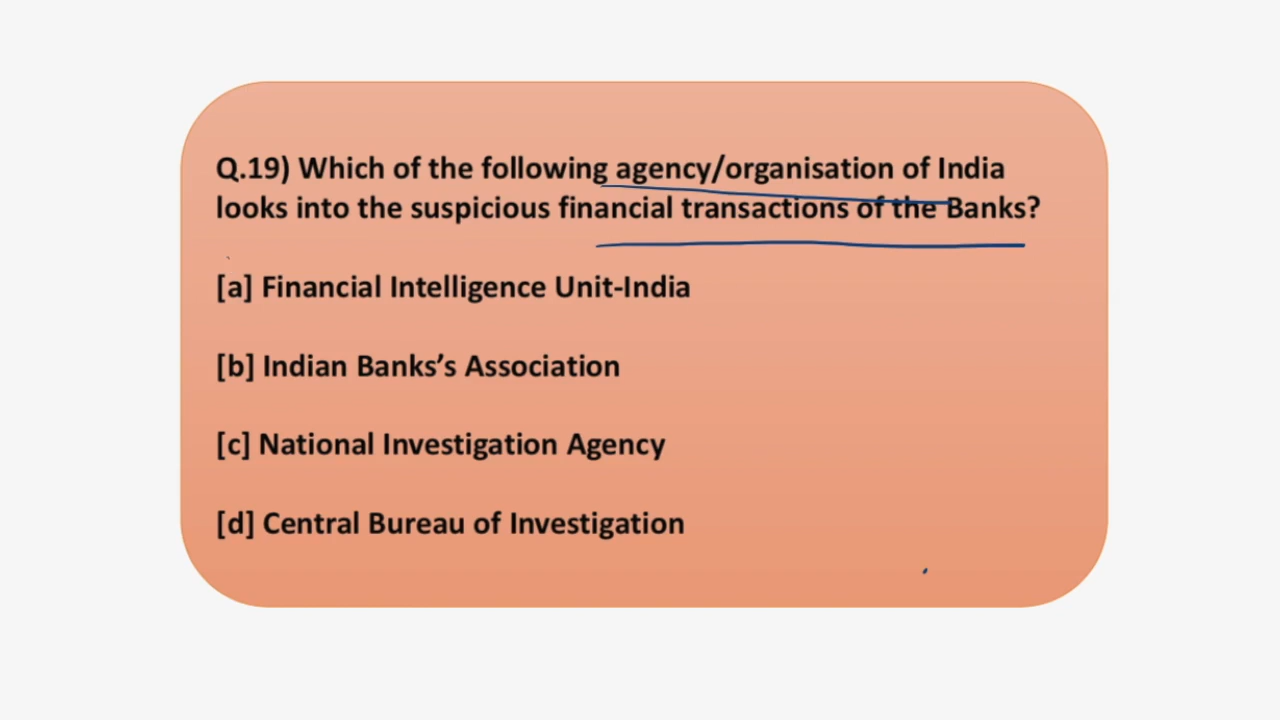 Q.19) Which of the following agency/organisation of India
looks into the suspicious financial transactions of the Banks?
[a] Financial Intelligence Unit-India
[b] Indian Banks’s Association
[c] National Investigation Agency
[d] Central Bureau of Investigation